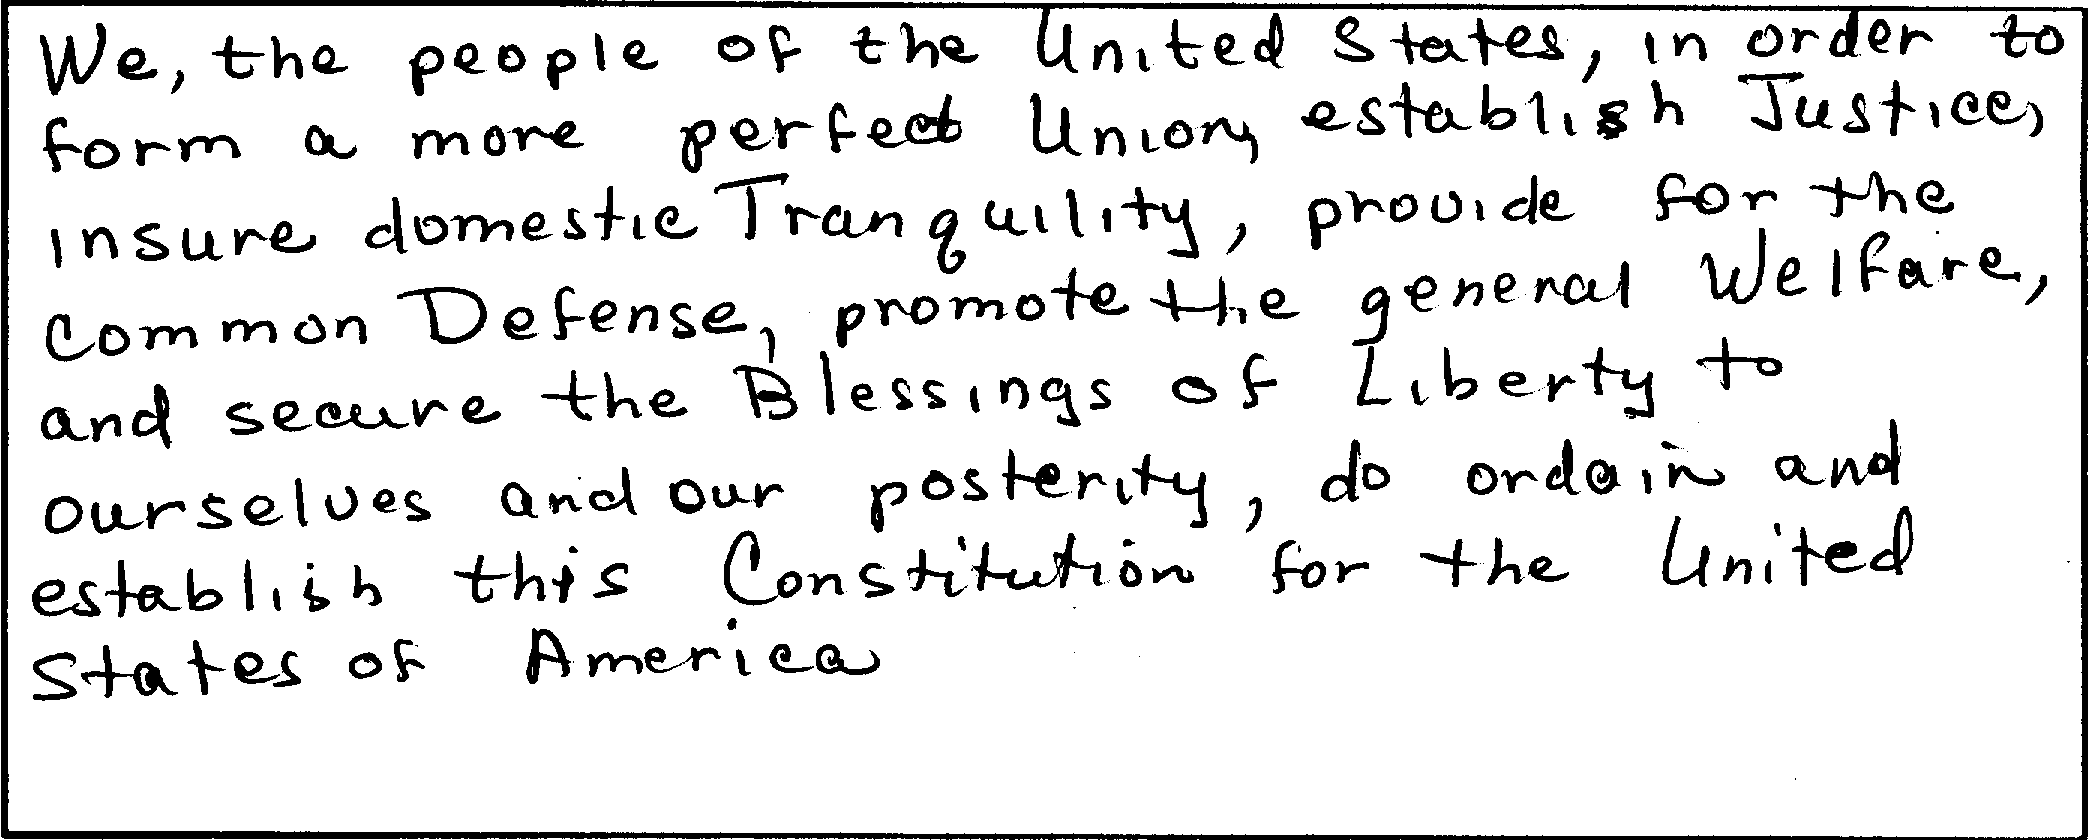 We, the people of the United States, in order to
form a more perfect Union, establish Justice,
insure domestic Tranquility, provide for the
common Defense, promote the general Welfare,
and secure the Blessings of Liberty to
ourselves and our posterity, do ordain and
establish this Constitution for the United
States of America